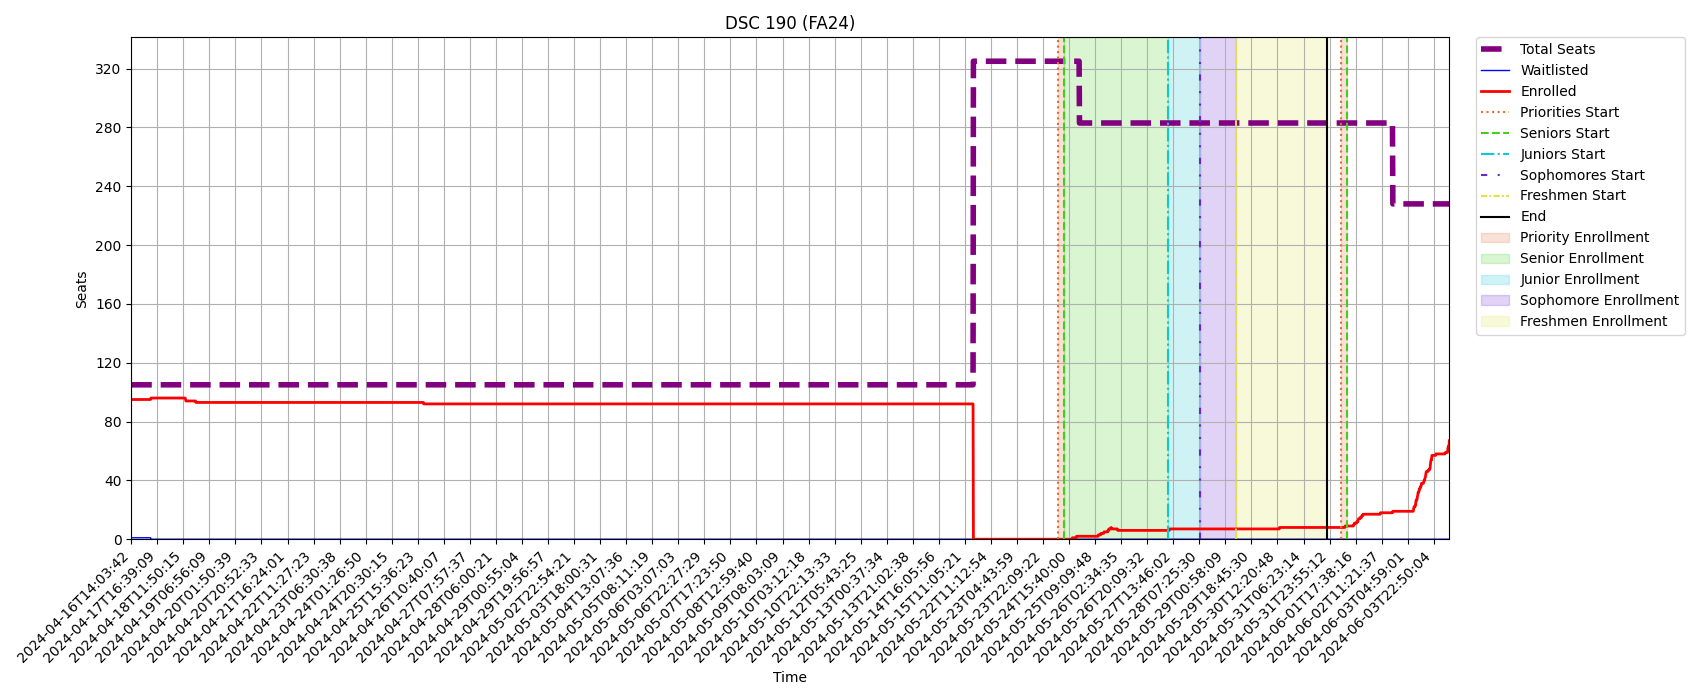 DSC 190 (FA24)
Seats
320
280
240
200
160
120
80
40
0
2024-04-16T14:03:42
2024-04-17T16:39:09
2024-04-18T11:50:15
2024-04-19T06:56:09
2024-04-20T01:50:39
2024-04-20T20:52:33
2024-04-21T16:24:01
2024-04-22T11:27:23
2024-04-23T06:30:38
2024-04-24T01:26:50
2024-04-24T20:30:15
2024-04-25T15:36:23
2024-04-26T10:40:07
2024-04-27T07:57:37
2024-04-28T06:00:21
2024-04-29T00:55:04
2024-04-29T19:56:57
2024-05-02T22:54:21
2024-05-03T18:00:31
2024-05-04T13:07:36
2024-05-05T08:11:19
2024-05-06T03:07:03
2024-05-06T22:27:29
2024-05-07T17:23:50
2024-05-08T12:59:40
2024-05-09T08:03:09
2024-05-10T03:12:18
2024-05-10T22:13:33
2024-05-12T05:43:25
2024-05-13T00:37:34
2024-05-13T21:02:38
2024-05-14T16:05:56
2024-05-15T11:05:21
2024-05-22T11:12:54
2024-05-23T04:43:59
2024-05-23T22:09:22
2024-05-24T15:40:00
2024-05-25T09:09:48
2024-05-26T02:34:35
2024-05-26T20:09:32
2024-05-27T13:46:02
2024-05-28T07:25:30
2024-05-29T00:58:09
2024-05-29T18:45:30
2024-05-30T12:20:48
2024-05-31T06:23:14
2024-05-31T23:55:12
2024-06-01T17:38:16
2024-06-02T11:21:37
2024-06-03T04:59:01
2024-06-03T22:50:04
Time
Total Seats
Waitlisted
Enrolled
Priorities Start
Seniors Start
Juniors Start
Sophomores Start
Freshmen Start
End
Priority Enrollment
Senior Enrollment
Junior Enrollment
Sophomore Enrollment
Freshmen Enrollment